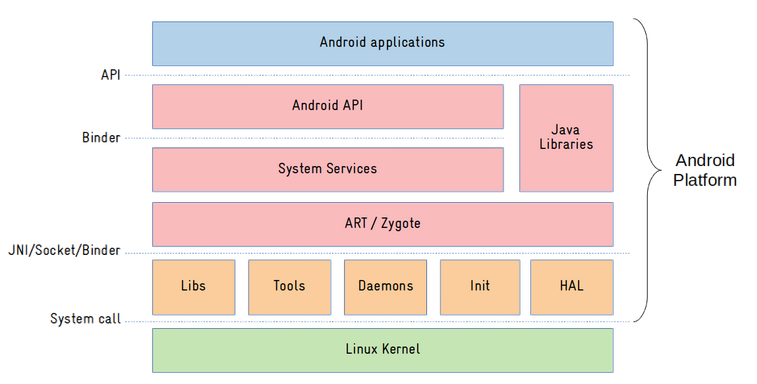 Android applications
API
Android API
Java
Libraries
Binder
System Services
Android
Platform
ART / Zygote
JNI/Socket/Binder
Libs
Tools
Daemons
Init
HAL
System call
Linux Kernel